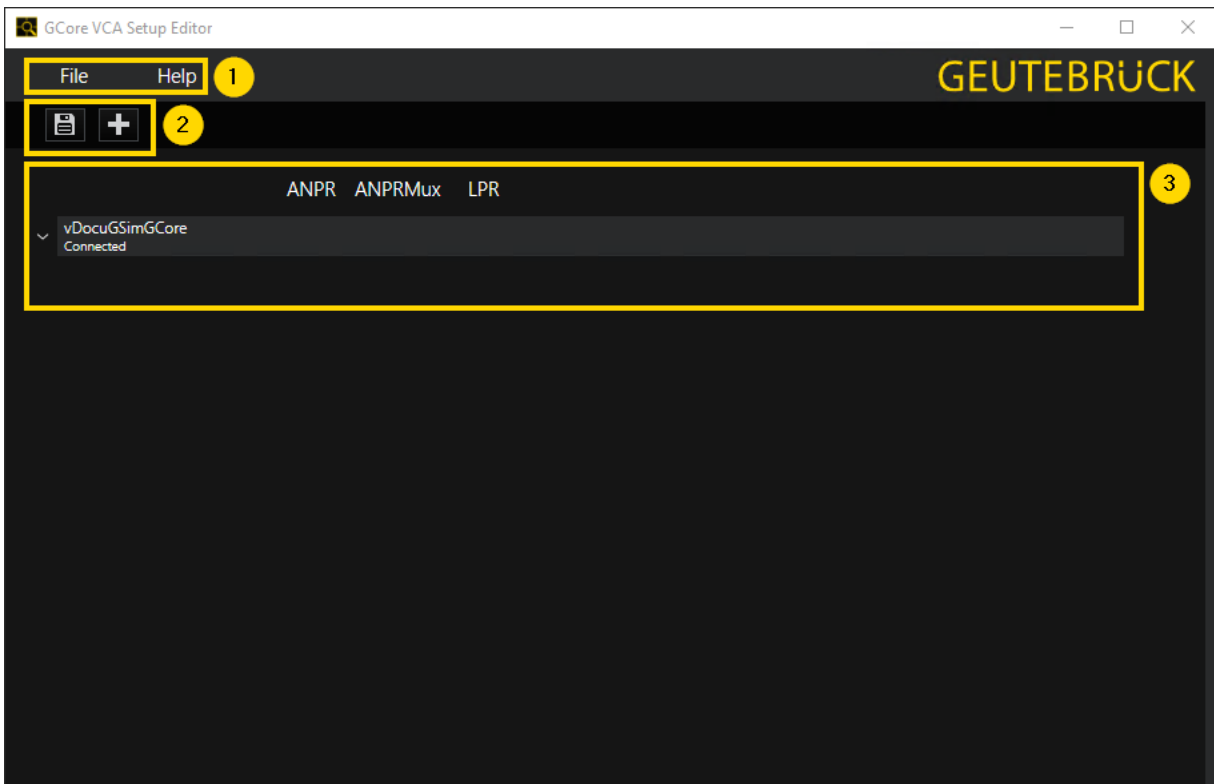 GCore VCA Setup Editor
File Help 1
GEUTEBRÜCK
2
3
ANPR ANPRMux LPR
vDocuGSimGCore
Connected